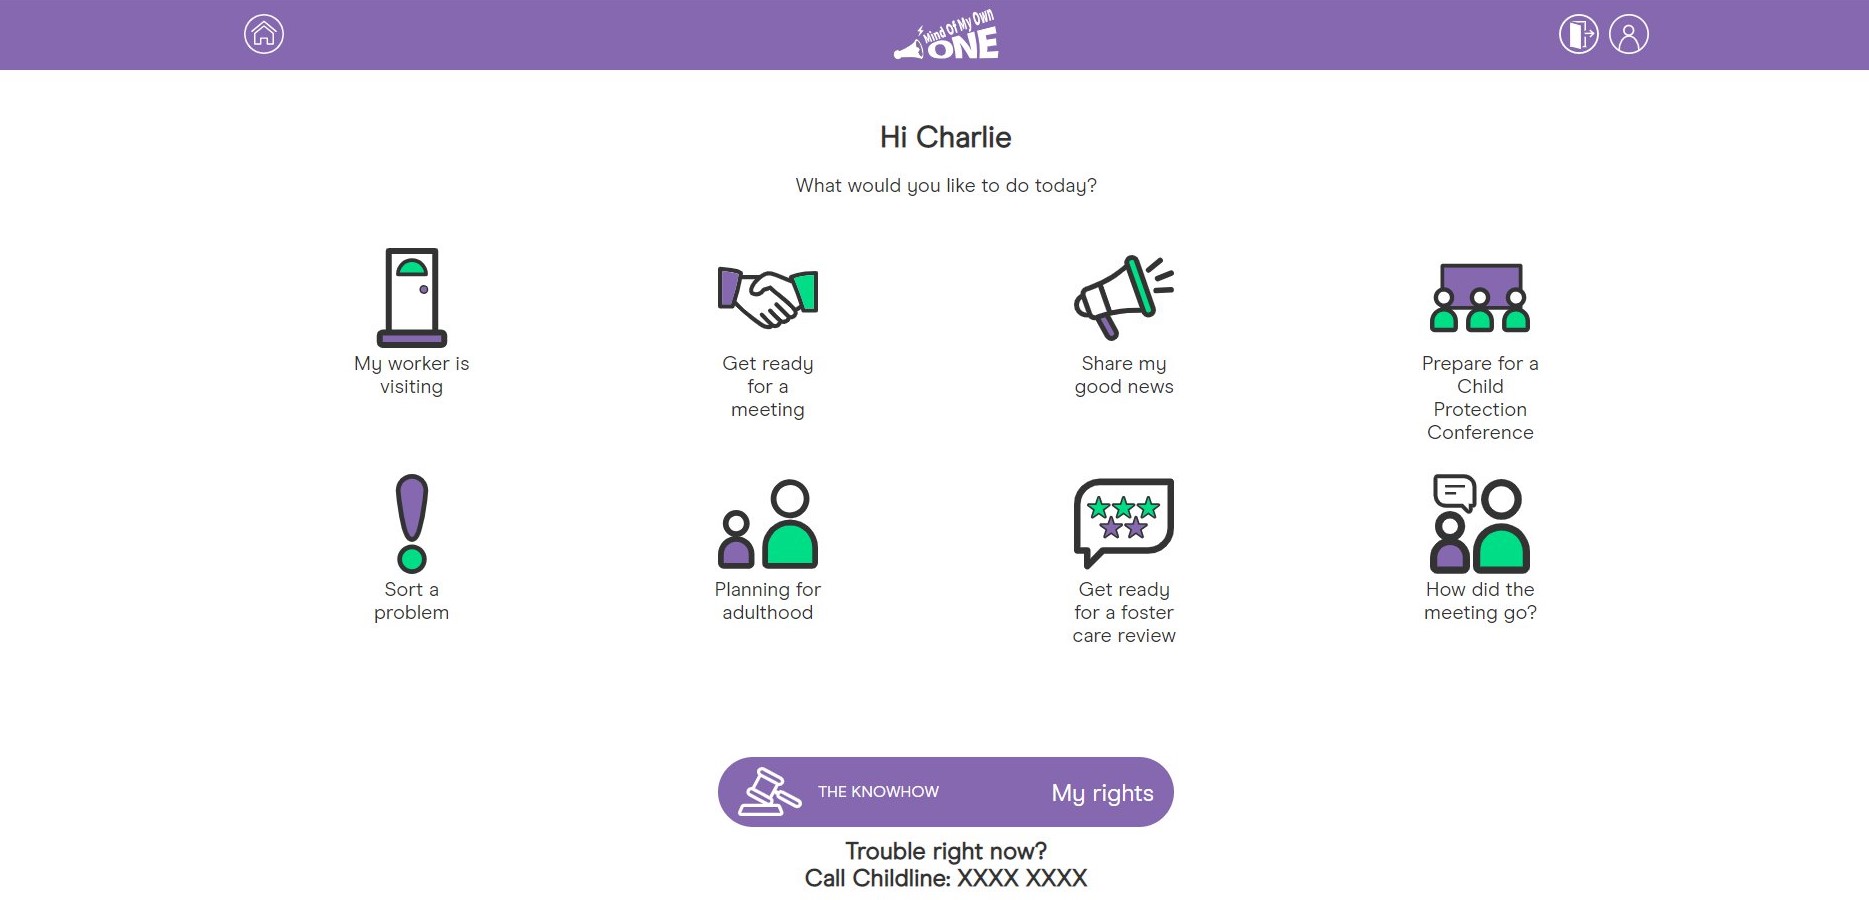 Mind Of My Own
ONE
Hi Charlie
What would you like to do today?
My worker is
visiting
Get ready
for a
meeting
Share my
good news
Prepare for a
Child
Protection
Conference
Sort a
problem
Planning for
adulthood
Get ready
for a foster
care review
How did the
meeting go?
THE KNOWHOW
My rights
Trouble right now?
Call Childline: XXXX XXXX